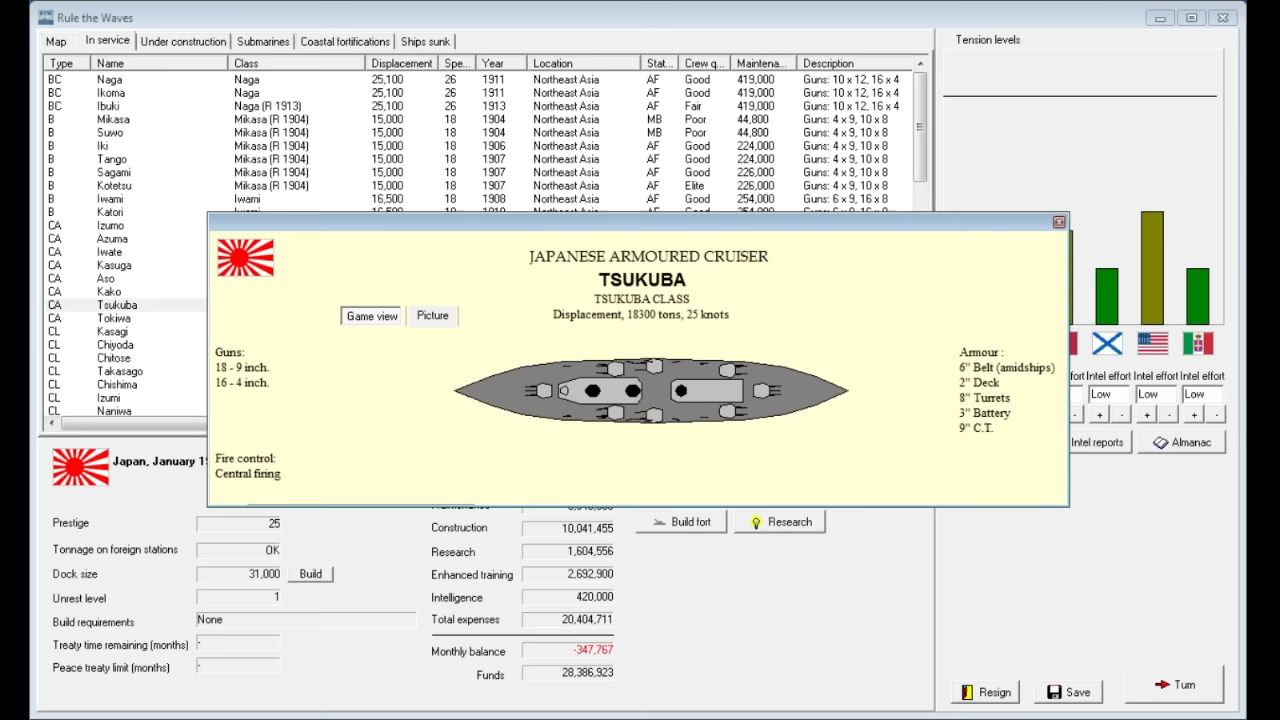 Rule the Waves
Map In service Under construction Submarines Coastal fortifications Ships sunk
Tension levels
Type Name Class Displacement Spe... Year Location Stat... Crew q... Maintena... Description
BC Naga Naga 25,100 26 1911 Northeast Asia AF Good 419,000 Guns: 10 x 12, 16 x 4
BC Ikoma Naga 25,100 26 1911 Northeast Asia AF Good 419,000 Guns: 10 x 12, 16 x 4
BC Ibuki Naga (R 1913) 25,100 26 1913 Northeast Asia AF Fair 419,000 Guns: 10 x 12, 16 x 4
B Mikasa Mikasa (R 1904) 15,000 18 1904 Northeast Asia MB Poor 44,800 Guns: 4 x 9, 10 x 8
B Suwo Mikasa (R 1904) 15,000 18 1904 Northeast Asia MB Poor 44,800 Guns: 4 x 9, 10 x 8
B Iki Mikasa (R 1904) 15,000 18 1906 Northeast Asia AF Good 224,000 Guns: 4 x 9, 10 x 8
B Tango Mikasa (R 1904) 15,000 18 1907 Northeast Asia AF Good 224,000 Guns: 4 x 9, 10 x 8
B Sagami Mikasa (R 1904) 15,000 18 1907 Northeast Asia AF Good 226,000 Guns: 4 x 9, 10 x 8
B Kotetsu Mikasa (R 1904) 15,000 18 1907 Northeast Asia AF Elite 226,000 Guns: 4 x 9, 10 x 8
B Iwami Iwami 16,500 18 1908 Northeast Asia AF Good 254,000 Guns: 6 x 9, 16 x 8
B Katori
CA Izumo
CA Azuma
CA Iwate
CA Kasuga
CA Aso
CA Kako
CA Tsukuba
CA Tokiwa
CL Kasagi
CL Chiyoda
CL Chitose
CL Takasago
CL Chishima
CL Izumi
CL Naniwa
JAPANESE ARMOURED CRUISER
TSUKUBA
TSUKUBA CLASS
Displacement, 18300 tons, 25 knots
Game view Picture
Guns:
18 - 9 inch.
16 - 4 inch.
Armour :
6" Belt (amidships)
2" Deck
8" Turrets
3" Battery
9" C.T.
Fire control:
Central firing
fort Intel effort Intel effort Intel effort
Low Low Low
- + - + - + -
Intel reports Almanac
Japan, January 1
Prestige 25
Tonnage on foreign stations OK
Dock size 31,000 Build
Unrest level 1
Build requirements None
Treaty time remaining (months) -
Peace treaty limit (months) -
Construction 10,041,455
Research 1,604,556
Enhanced training 2,692,900
Intelligence 420,000
Total expenses 20,404,711
Monthly balance -347,767
Funds 28,386,923
Build fort Research
Resign Save Turn